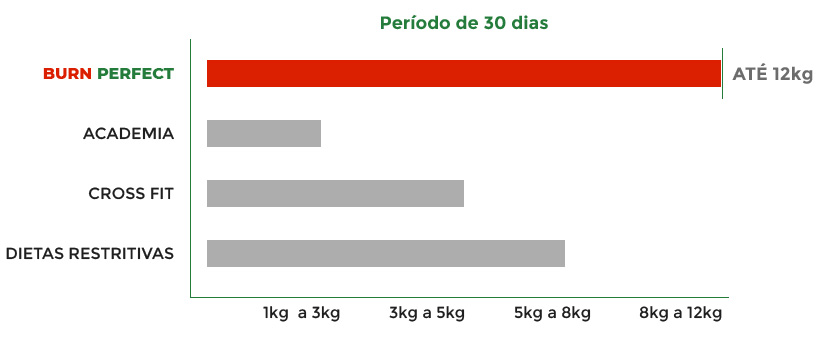 Período de 30 dias
BURN PERFECT
ATÉ 12kg
ACADEMIA
CROSS FIT
DIETAS RESTRITIVAS
1kg a 3kg
3kg a 5kg
5kg a 8kg
8kg a 12kg